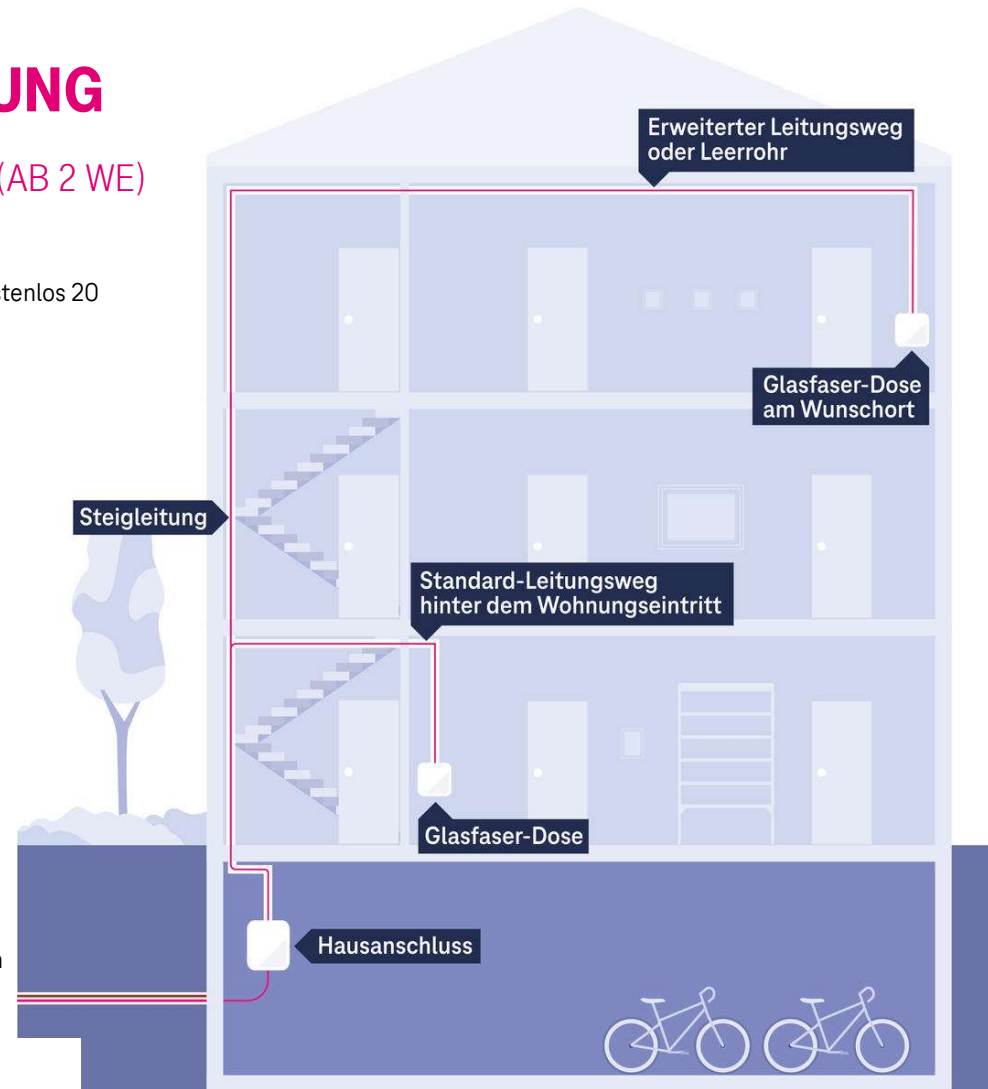 UNG
(AB 2 WE)
Erweiterter Leitungsweg
oder Leerrohr
stenlos 20
Glasfaser-Dose
am Wunschort
Steigleitung
Standard-Leitungsweg
hinter dem Wohnungseintritt
Glasfaser-Dose
Hausanschluss